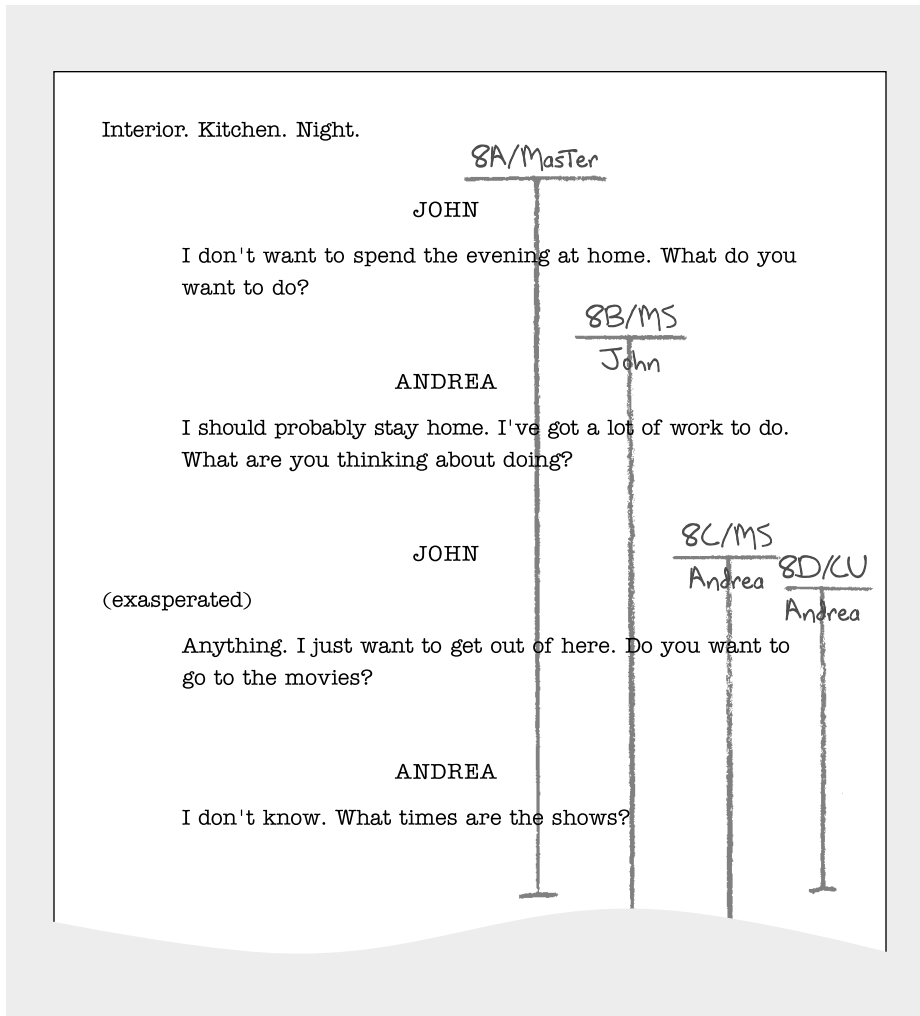 Interior. Kitchen. Night.
8A/Master
JOHN
I don't want to spend the evening at home. What do you
want to do?
8B/MS
John
ANDREA
I should probably stay home. I've got a lot of work to do.
What are you thinking about doing?
8C/MS
Andrea
8D/CU
Andrea
JOHN
(exasperated)
Anything. I just want to get out of here. Do you want to
go to the movies?
ANDREA
I don't know. What times are the shows?